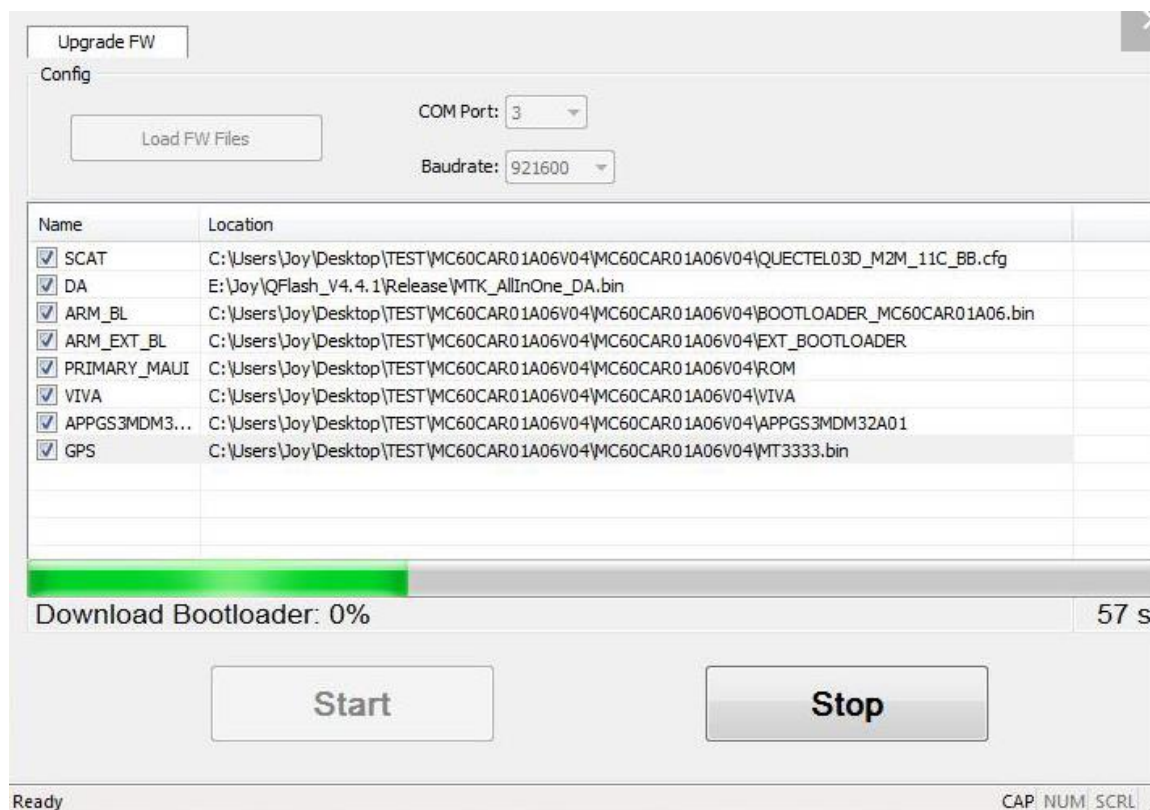 Upgrade FW
Config
Load FW Files
COM Port: 3
Baudrate: 921600
Name Location
SCAT C:\Users\Joy\Desktop\TEST\MC60CAR01A06V04\MC60CAR01A06V04\QUECTEL03D_M2M_11C_BB.cfg
DA E:\Joy\QFlash_V4.4.1\Release\MTK_AllInOne_DA.bin
ARM_BL C:\Users\Joy\Desktop\TEST\MC60CAR01A06V04\MC60CAR01A06V04\BOOTLOADER_MC60CAR01A06.bin
ARM_EXT_BL C:\Users\Joy\Desktop\TEST\MC60CAR01A06V04\MC60CAR01A06V04\EXT_BOOTLOADER
PRIMARY_MAUI C:\Users\Joy\Desktop\TEST\MC60CAR01A06V04\MC60CAR01A06V04\ROM
VIVA C:\Users\Joy\Desktop\TEST\MC60CAR01A06V04\MC60CAR01A06V04\VIVA
APPGS3MDM3... C:\Users\Joy\Desktop\TEST\MC60CAR01A06V04\MC60CAR01A06V04\APPGS3MDM32A01
GPS C:\Users\Joy\Desktop\TEST\MC60CAR01A06V04\MC60CAR01A06V04\MT3333.bin
Download Bootloader: 0% 57 s
Start Stop
Ready CAP NUM SCRL